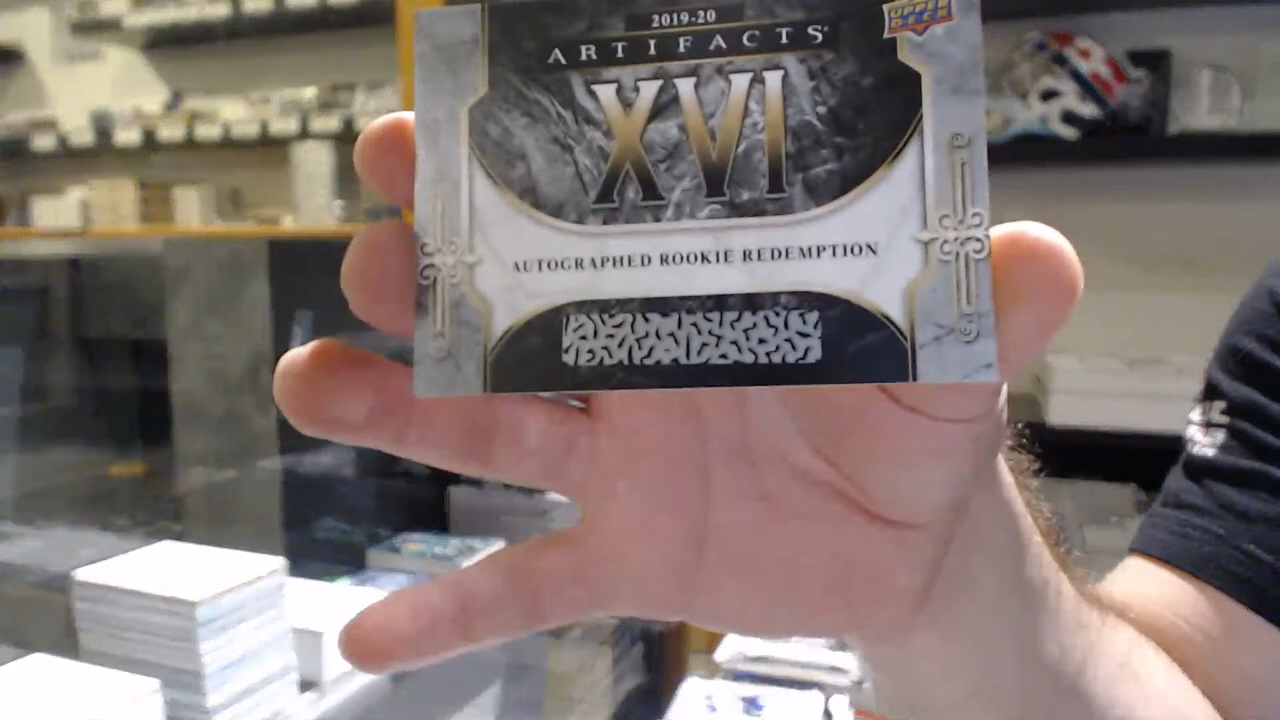 2019-20
UPPER DECK
ARTIFACTS
XVI
AUTOGRAPHED ROOKIE REDEMPTION